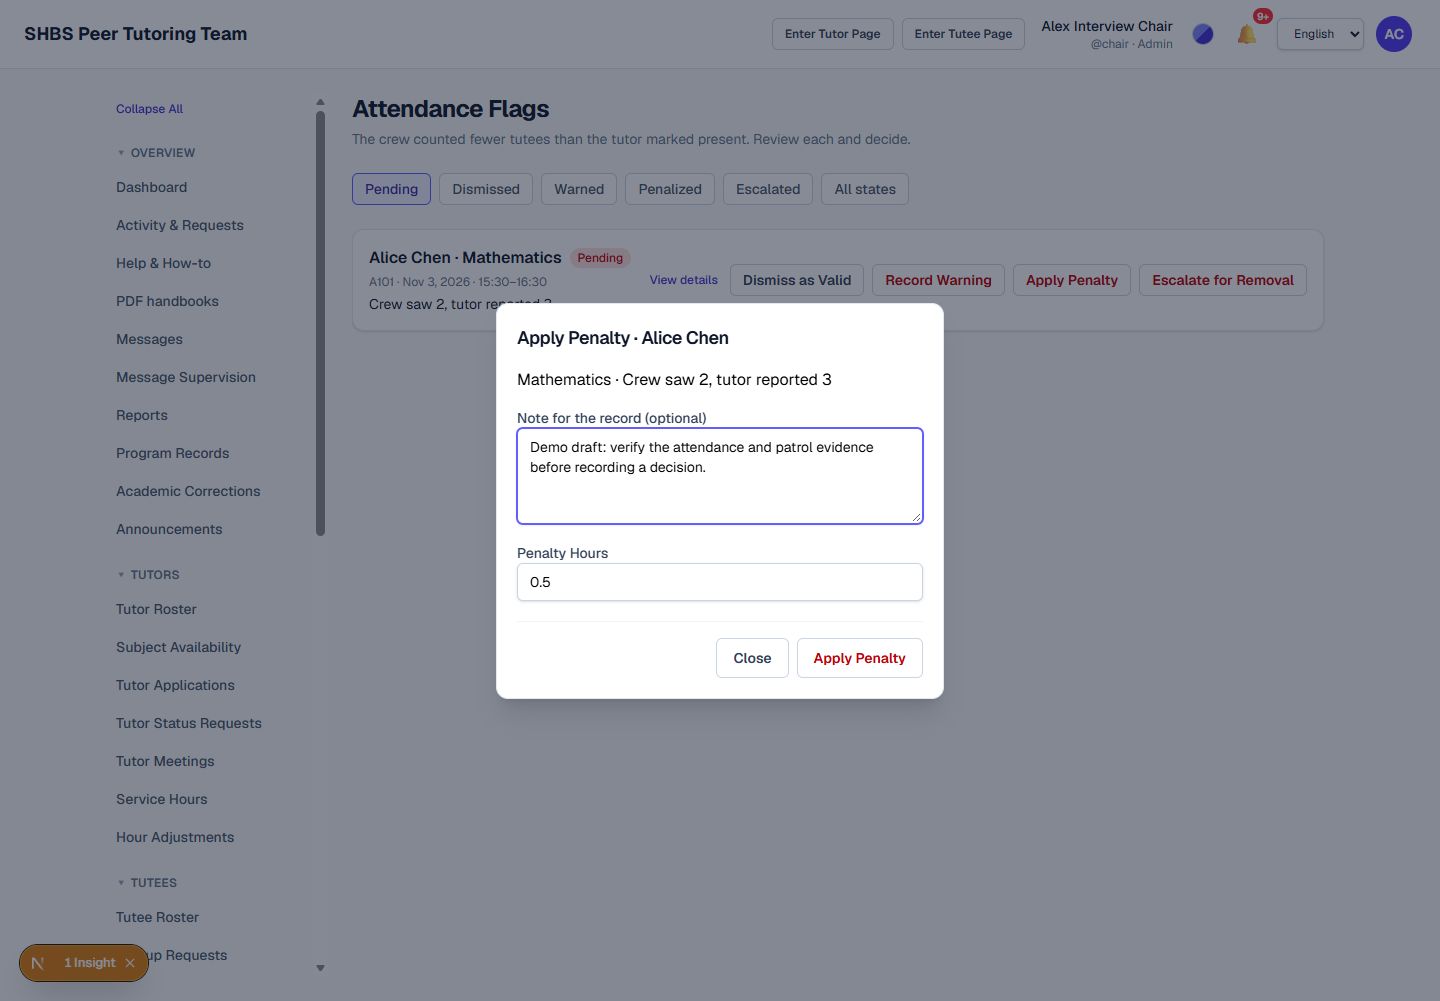 SHBS Peer Tutoring Team
Enter Tutor Page
Enter Tutee Page
Alex Interview Chair
@chair · Admin
9+
English
AC
Collapse All
OVERVIEW
Dashboard
Activity & Requests
Help & How-to
PDF handbooks
Messages
Message Supervision
Reports
Program Records
Academic Corrections
Announcements
TUTORS
Tutor Roster
Subject Availability
Tutor Applications
Tutor Status Requests
Tutor Meetings
Service Hours
Hour Adjustments
TUTEES
Tutee Roster
up Requests
N
1 Insight
Attendance Flags
The crew counted fewer tutees than the tutor marked present. Review each and decide.
Pending
Dismissed
Warned
Penalized
Escalated
All states
Alice Chen · Mathematics
Pending
A101 · Nov 3, 2026 · 15:30–16:30
Crew saw 2, tutor reported 3
View details
Dismiss as Valid
Record Warning
Apply Penalty
Escalate for Removal
Apply Penalty · Alice Chen
Mathematics · Crew saw 2, tutor reported 3
Note for the record (optional)
Demo draft: verify the attendance and patrol evidence
before recording a decision.
Penalty Hours
0.5
Close
Apply Penalty